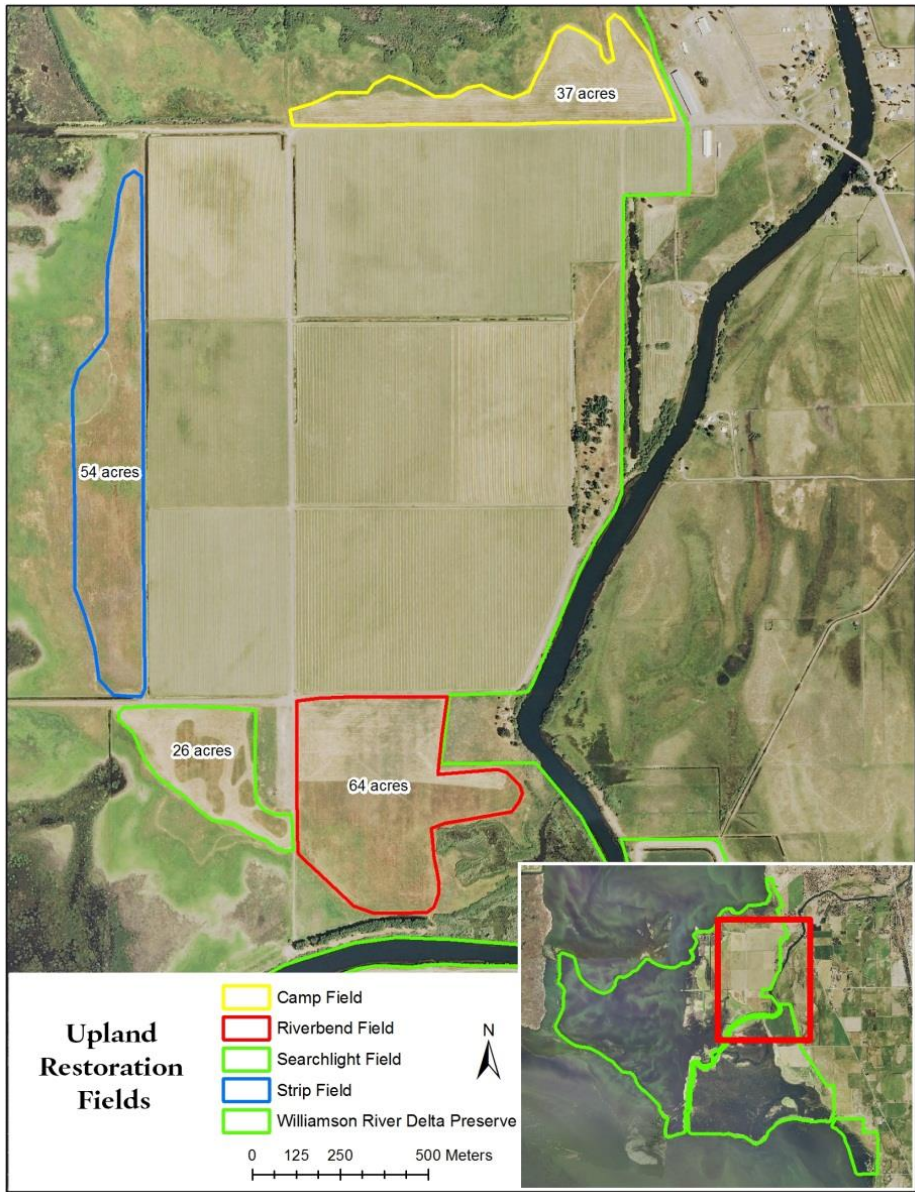 37 acres
54 acres
26 acres
64 acres
Upland
Restoration
Fields
Camp Field
Riverbend Field
Searchlight Field
Strip Field
Williamson River Delta Preserve
N
0 125 250 500 Meters